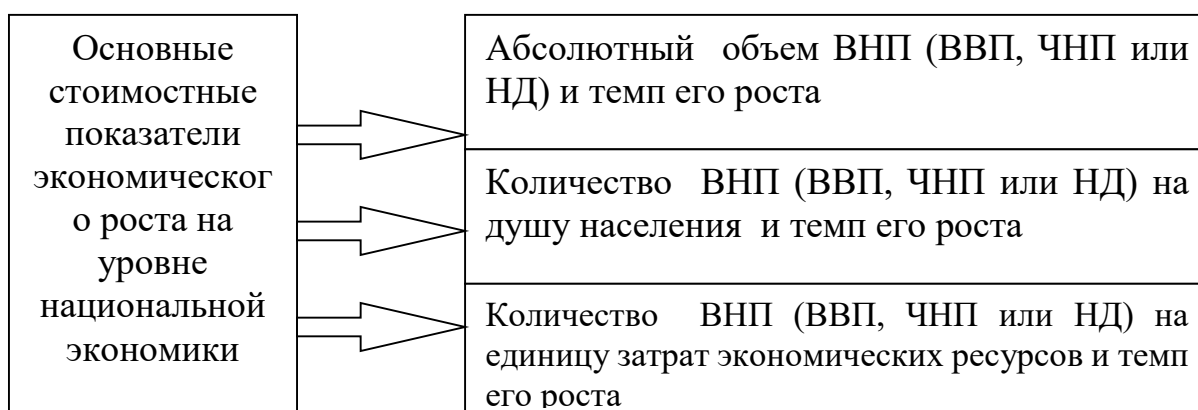 Основные
стоимостные
показатели
экономическог
о роста на
уровне
национальной
экономики
Абсолютный объем ВНП (ВВП, ЧНП или
НД) и темп его роста
Количество ВНП (ВВП, ЧНП или НД) на
душу населения и темп его роста
Количество ВНП (ВВП, ЧНП или НД) на
единицу затрат экономических ресурсов и темп
его роста